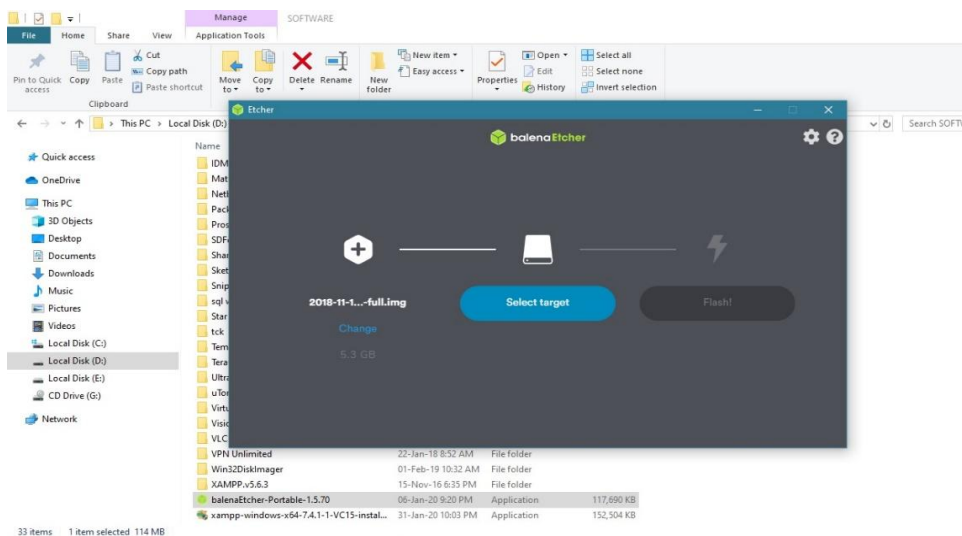 Manage SOFTWARE
File Home Share View Application Tools
Pin to Quick access
Copy
Paste
Cut
Copy path
Paste shortcut
Clipboard
Move to
Copy to
Delete
Rename
New folder
New item
Easy access
Properties
Open
Edit
History
Select all
Select none
Invert selection
This PC > Local Disk (D:)
Search SOFTW
Quick access
OneDrive
This PC
3D Objects
Desktop
Documents
Downloads
Music
Pictures
Videos
Local Disk (C:)
Local Disk (D:)
Local Disk (E:)
CD Drive (G:)
Network
Name
IDM
Mat
Pack
Pros
Shar
Sket
Snip
sql
Star
tck
Tem
Tera
Ultra
uTor
Virtu
VLC
VPN Unlimited 22-Jan-18 8:52 AM File folder
Win32DiskImager 01-Feb-19 10:32 AM File folder
XAMPP.v5.6.3 15-Nov-16 6:35 PM File folder
balenaEtcher-Portable-1.5.70 06-Jan-20 9:20 PM Application 117,690 KB
xampp-windows-x64-7.4.1-1-VC15-instal... 31-Jan-20 10:03 PM Application 152,504 KB
Etcher
balenaEtcher
2018-11-1...-full.img
Change
5.3 GB
Select target
Flash!
33 items 1 item selected 114 MB